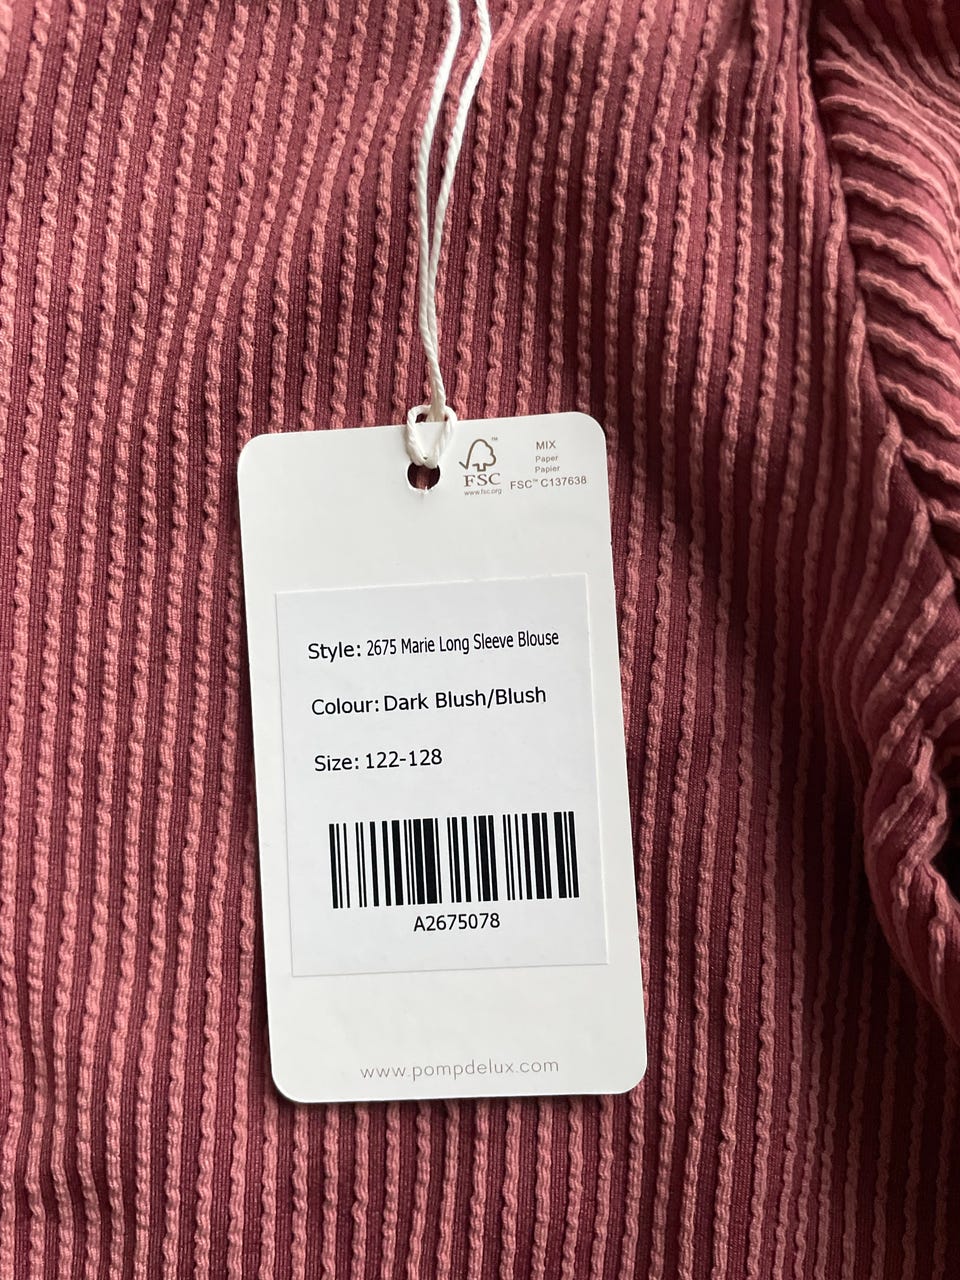 FSC™
www.fsc.org
MIX
Paper
Papier
FSC™ C137638
Style: 2675 Marie Long Sleeve Blouse
Colour: Dark Blush/Blush
Size: 122-128
A2675078
www.pompdelux.com